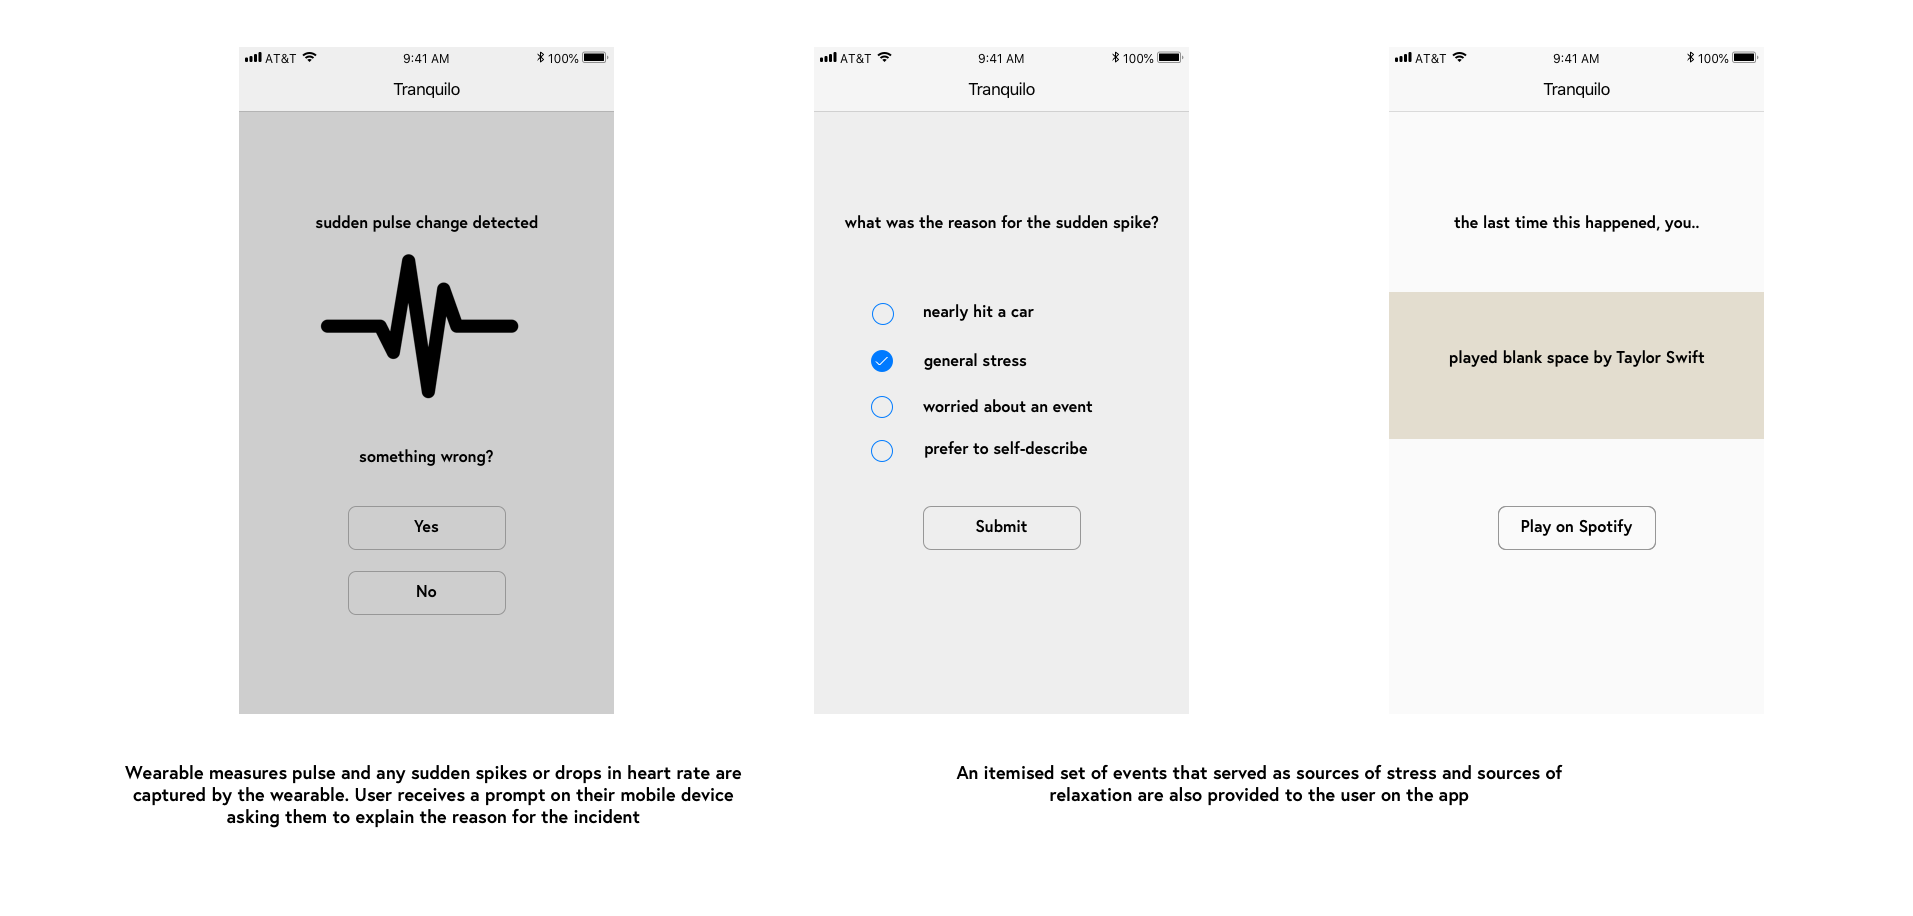 AT&T 9:41 AM 100%
Tranquilo
sudden pulse change detected
something wrong?
Yes
No
AT&T 9:41 AM 100%
Tranquilo
what was the reason for the sudden spike?
nearly hit a car
general stress
worried about an event
prefer to self-describe
Submit
AT&T 9:41 AM 100%
Tranquilo
the last time this happened, you..
played blank space by Taylor Swift
Play on Spotify
Wearable measures pulse and any sudden spikes or drops in heart rate are
captured by the wearable. User receives a prompt on their mobile device
asking them to explain the reason for the incident
An itemised set of events that served as sources of stress and sources of
relaxation are also provided to the user on the app